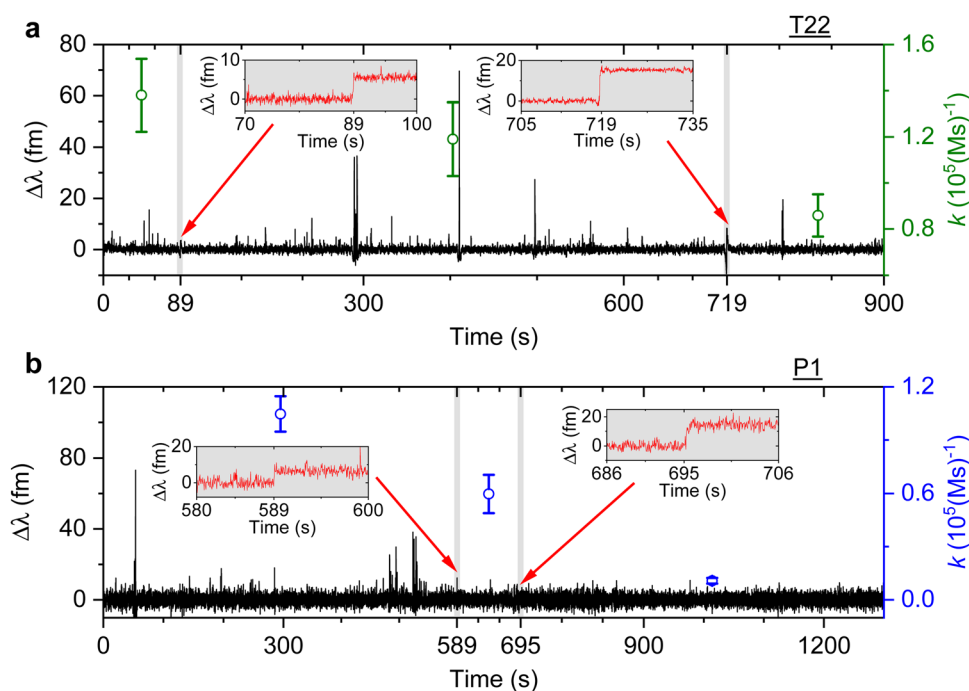 a
T22
80
60
40
20
0
Δλ (fm)
10
0
Δλ (fm)
70 89 100
Time (s)
20
0
Δλ (fm)
705 719 735
Time (s)
1.6
1.2
0.8
k (10⁵(Ms)⁻¹
0 89 300 600 719 900
Time (s)
b
P1
120
80
40
0
Δλ (fm)
20
0
Δλ (fm)
580 589 600
Time (s)
20
0
Δλ (fm)
686 695 706
Time (s)
1.2
0.6
0.0
k (10⁵(Ms)⁻¹
0 300 589 695 900 1200
Time (s)